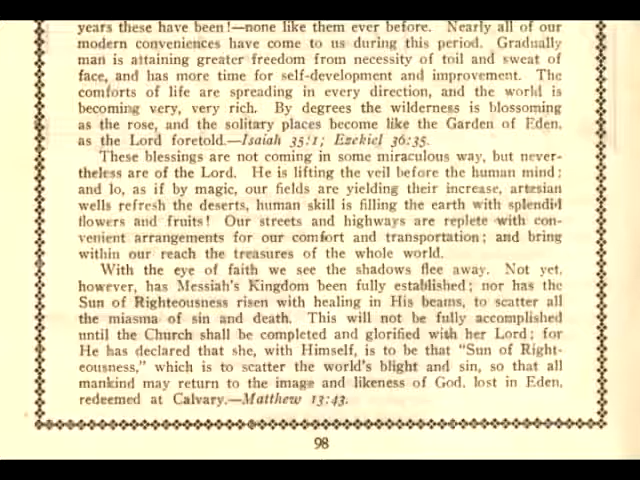 years these have been!—none like them ever before. Nearly all of our
modern conveniences have come to us during this period. Gradually
man is attaining greater freedom from necessity of toil and sweat of
face, and has more time for self-development and improvement. The
comforts of life are spreading in every direction, and the world is
becoming very, very rich. By degrees the wilderness is blossoming
as the rose, and the solitary places become like the Garden of Eden,
as the Lord foretold.—Isaiah 35:1; Ezekiel 36:35.
These blessings are not coming in some miraculous way, but never-
theless are of the Lord. He is lifting the veil before the human mind;
and lo, as if by magic, our fields are yielding their increase, artesian
wells refresh the deserts, human skill is filling the earth with splendid
flowers and fruits! Our streets and highways are replete with con-
venient arrangements for our comfort and transportation; and bring
within our reach the treasures of the whole world.
With the eye of faith we see the shadows flee away. Not yet,
however, has Messiah's Kingdom been fully established; nor has the
Sun of Righteousness risen with healing in His beams, to scatter all
the miasma of sin and death. This will not be fully accomplished
until the Church shall be completed and glorified with her Lord; for
He has declared that she, with Himself, is to be that "Sun of Right-
eousness," which is to scatter the world's blight and sin, so that all
mankind may return to the image and likeness of God, lost in Eden,
redeemed at Calvary.—Matthew 13:43.
98